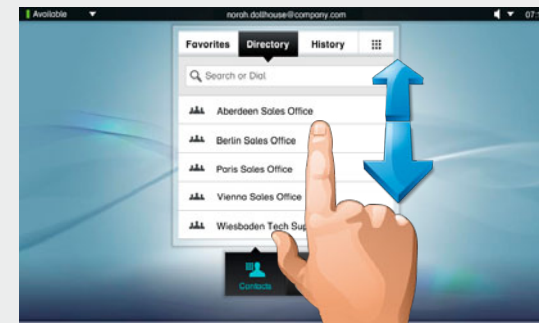 Available norah.dollhouse@company.com
Favorites Directory History
Search or Dial
Aberdeen Sales Office
Berlin Sales Office
Paris Sales Office
Vienna Sales Office
Wiesbaden Tech
Contacts